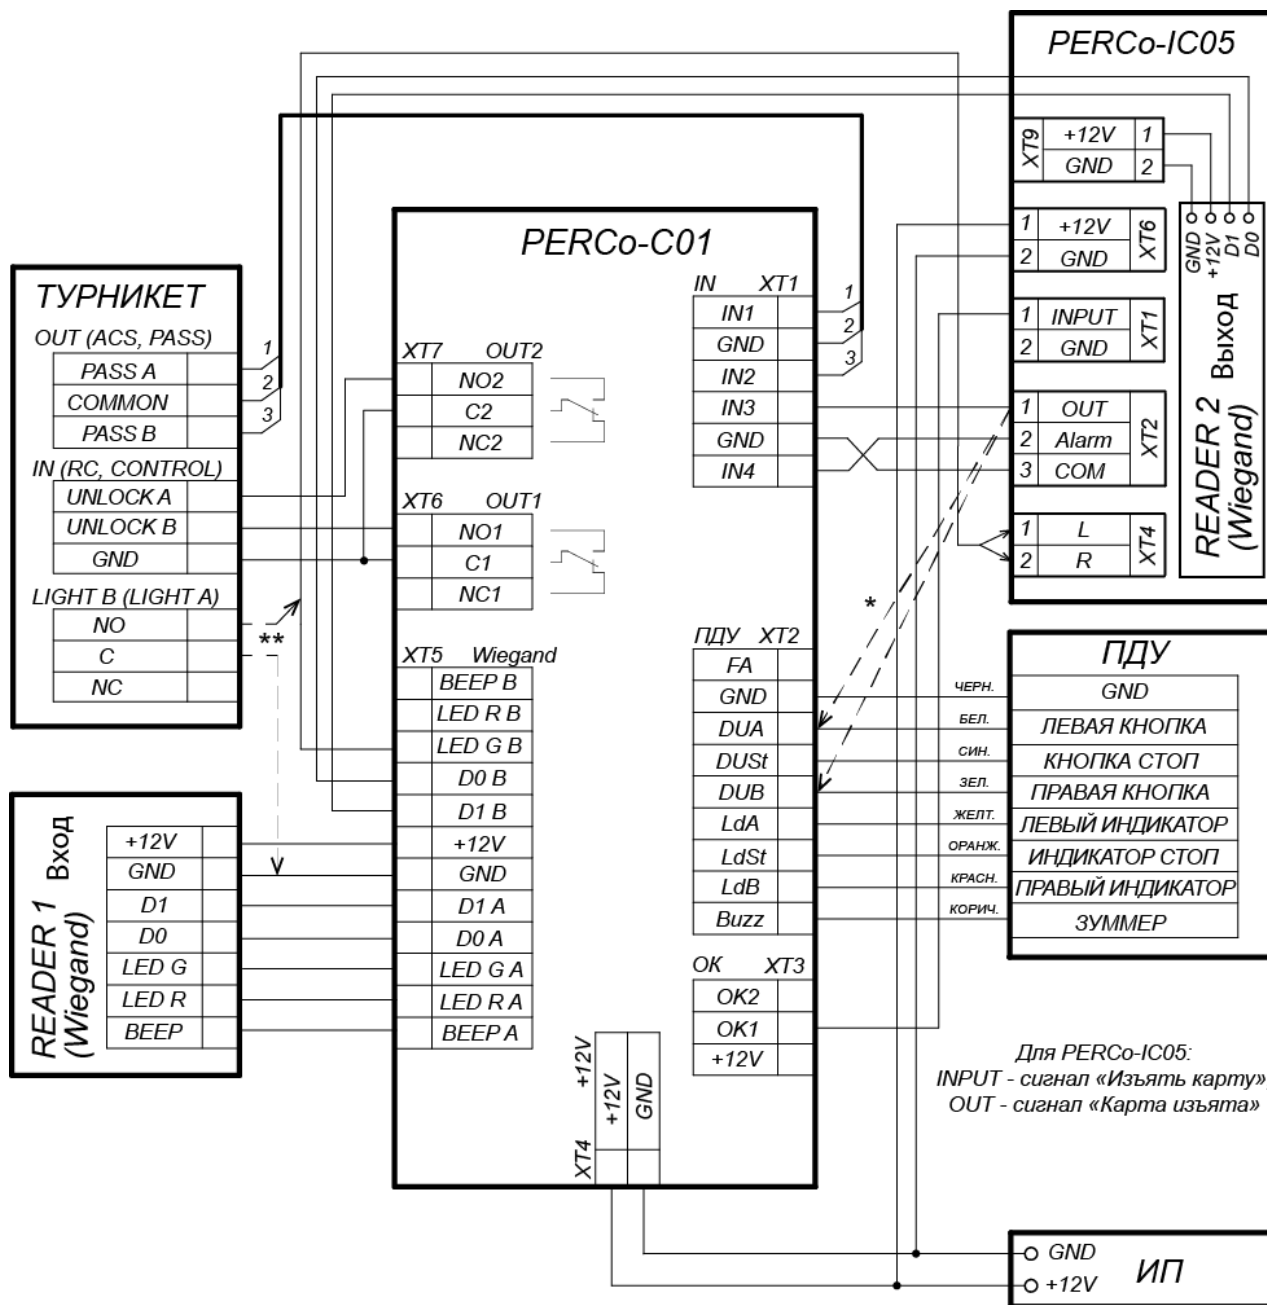 PERCo-IC05
XT9
+12V 1
GND 2
1 +12V
2 GND
XT6
1 INPUT
2 GND
XT1
1 OUT
2 Alarm
3 COM
XT2
1 L
2 R
XT4
GND
+12V
D1
D0
READER 2 Выход
(Wiegand)
PERCo-C01
IN XT1
IN1
GND
IN2
IN3
GND
IN4
1
2
3
XT7 OUT2
NO2
C2
NC2
XT6 OUT1
NO1
C1
NC1
XT5 Wiegand
BEEP B
LED R B
LED G B
D0 B
D1 B
+12V
GND
D1 A
D0 A
LED G A
LED R A
BEEP A
ПДУ XT2
FA
GND
DUA
DUSt
DUB
LdA
LdSt
LdB
Buzz
ОК XT3
OK2
OK1
+12V
XT4 +12V
+12V
GND
ТУРНИКЕТ
OUT (ACS, PASS)
PASS A
COMMON
PASS B
1
2
3
IN (RC, CONTROL)
UNLOCK A
UNLOCK B
GND
LIGHT B (LIGHT A)
NO
C
NC
**
*
READER 1 Вход
(Wiegand)
+12V
GND
D1
D0
LED G
LED R
BEEP
ПДУ
ЧЕРН. GND
БЕЛ. ЛЕВАЯ КНОПКА
СИН. КНОПКА СТОП
ЗЕЛ. ПРАВАЯ КНОПКА
ЖЕЛТ. ЛЕВЫЙ ИНДИКАТОР
ОРАНЖ. ИНДИКАТОР СТОП
КРАСН. ПРАВЫЙ ИНДИКАТОР
КОРИЧ. ЗУММЕР
Для PERCo-IC05:
INPUT - сигнал «Изъять карту»,
OUT - сигнал «Карта изъята»
GND
+12V
ИП